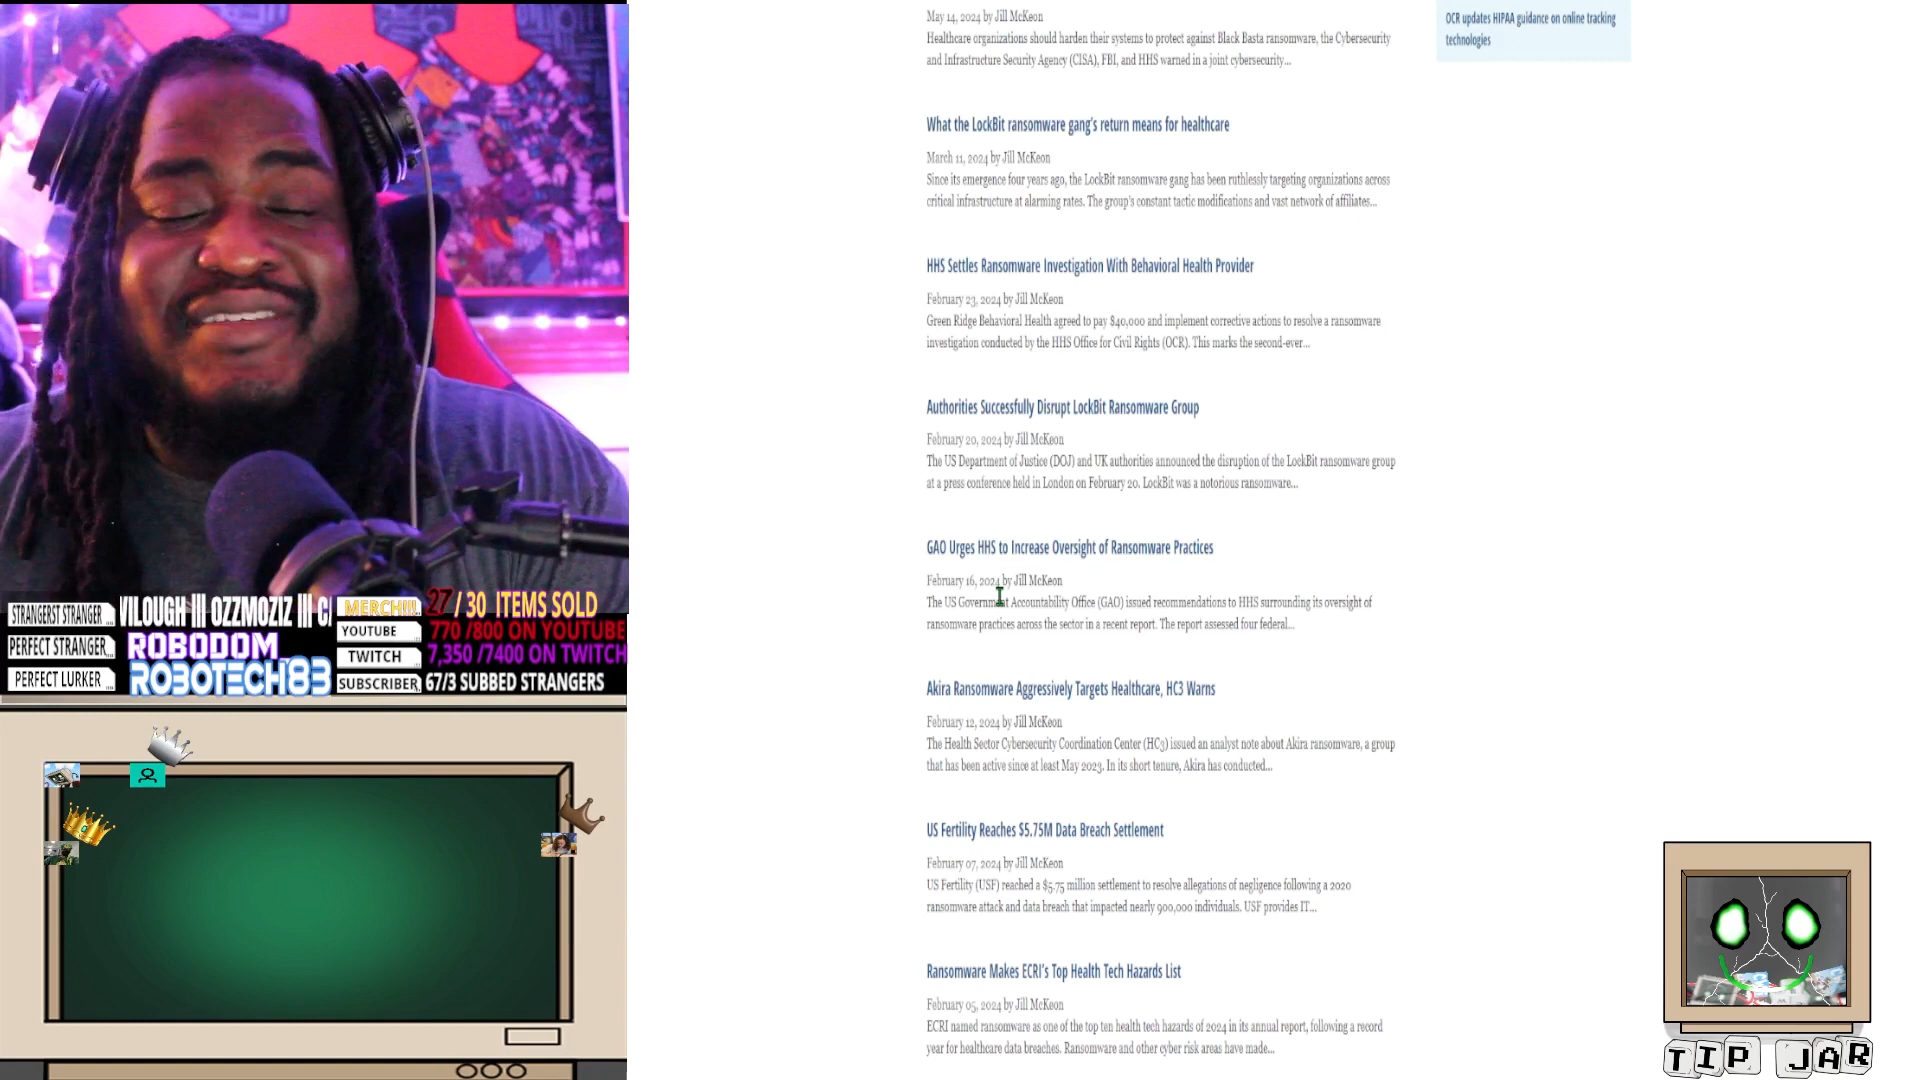 May 14, 2024 by Jill McKeon
Healthcare organizations should harden their systems to protect against Black Basta ransomware, the Cybersecurity
and Infrastructure Security Agency (CISA), FBI, and HHS warned in a joint cybersecurity...
OCR updates HIPAA guidance on online tracking
technologies
What the LockBit ransomware gang's return means for healthcare
March 11, 2024 by Jill McKeon
Since its emergence four years ago, the LockBit ransomware gang has been ruthlessly targeting organizations across
critical infrastructure at alarming rates. The group's constant tactic modifications and vast network of affiliates...
HHS Settles Ransomware Investigation With Behavioral Health Provider
February 23, 2024 by Jill McKeon
Green Ridge Behavioral Health agreed to pay $40,000 and implement corrective actions to resolve a ransomware
investigation conducted by the HHS Office for Civil Rights (OCR). This marks the second-ever...
Authorities Successfully Disrupt LockBit Ransomware Group
February 20, 2024 by Jill McKeon
The US Department of Justice (DOJ) and UK authorities announced the disruption of the LockBit ransomware group
at a press conference held in London on February 20. LockBit was a notorious ransomware...
GAO Urges HHS to Increase Oversight of Ransomware Practices
February 16, 2024 by Jill McKeon
The US Government Accountability Office (GAO) issued recommendations to HHS surrounding its oversight of
ransomware practices across the sector in a recent report. The report assessed four federal...
Akira Ransomware Aggressively Targets Healthcare, HC3 Warns
February 12, 2024 by Jill McKeon
The Health Sector Cybersecurity Coordination Center (HC3) issued an analyst note about Akira ransomware, a group
that has been active since at least May 2023. In its short tenure, Akira has conducted...
US Fertility Reaches $5.75M Data Breach Settlement
February 07, 2024 by Jill McKeon
US Fertility (USF) reached a $5.75 million settlement to resolve allegations of negligence following a 2020
ransomware attack and data breach that impacted nearly 900,000 individuals. USF provides IT...
Ransomware Makes ECRI's Top Health Tech Hazards List
February 05, 2024 by Jill McKeon
ECRI named ransomware as one of the top ten health tech hazards of 2024 in its annual report, following a record
year for healthcare data breaches. Ransomware and other cyber risk areas have made...
STRANGERST STRANGER VILOUGH ||| OZZMOZIZ |||
PERFECT STRANGER ROBODOM
PERFECT LURKER ROBOTECH83
MERCH!!! 27 / 30 ITEMS SOLD
YOUTUBE 770 /800 ON YOUTUBE
TWITCH 7,350 /7400 ON TWITCH
SUBSCRIBER 67/3 SUBBED STRANGERS
TIP JAR